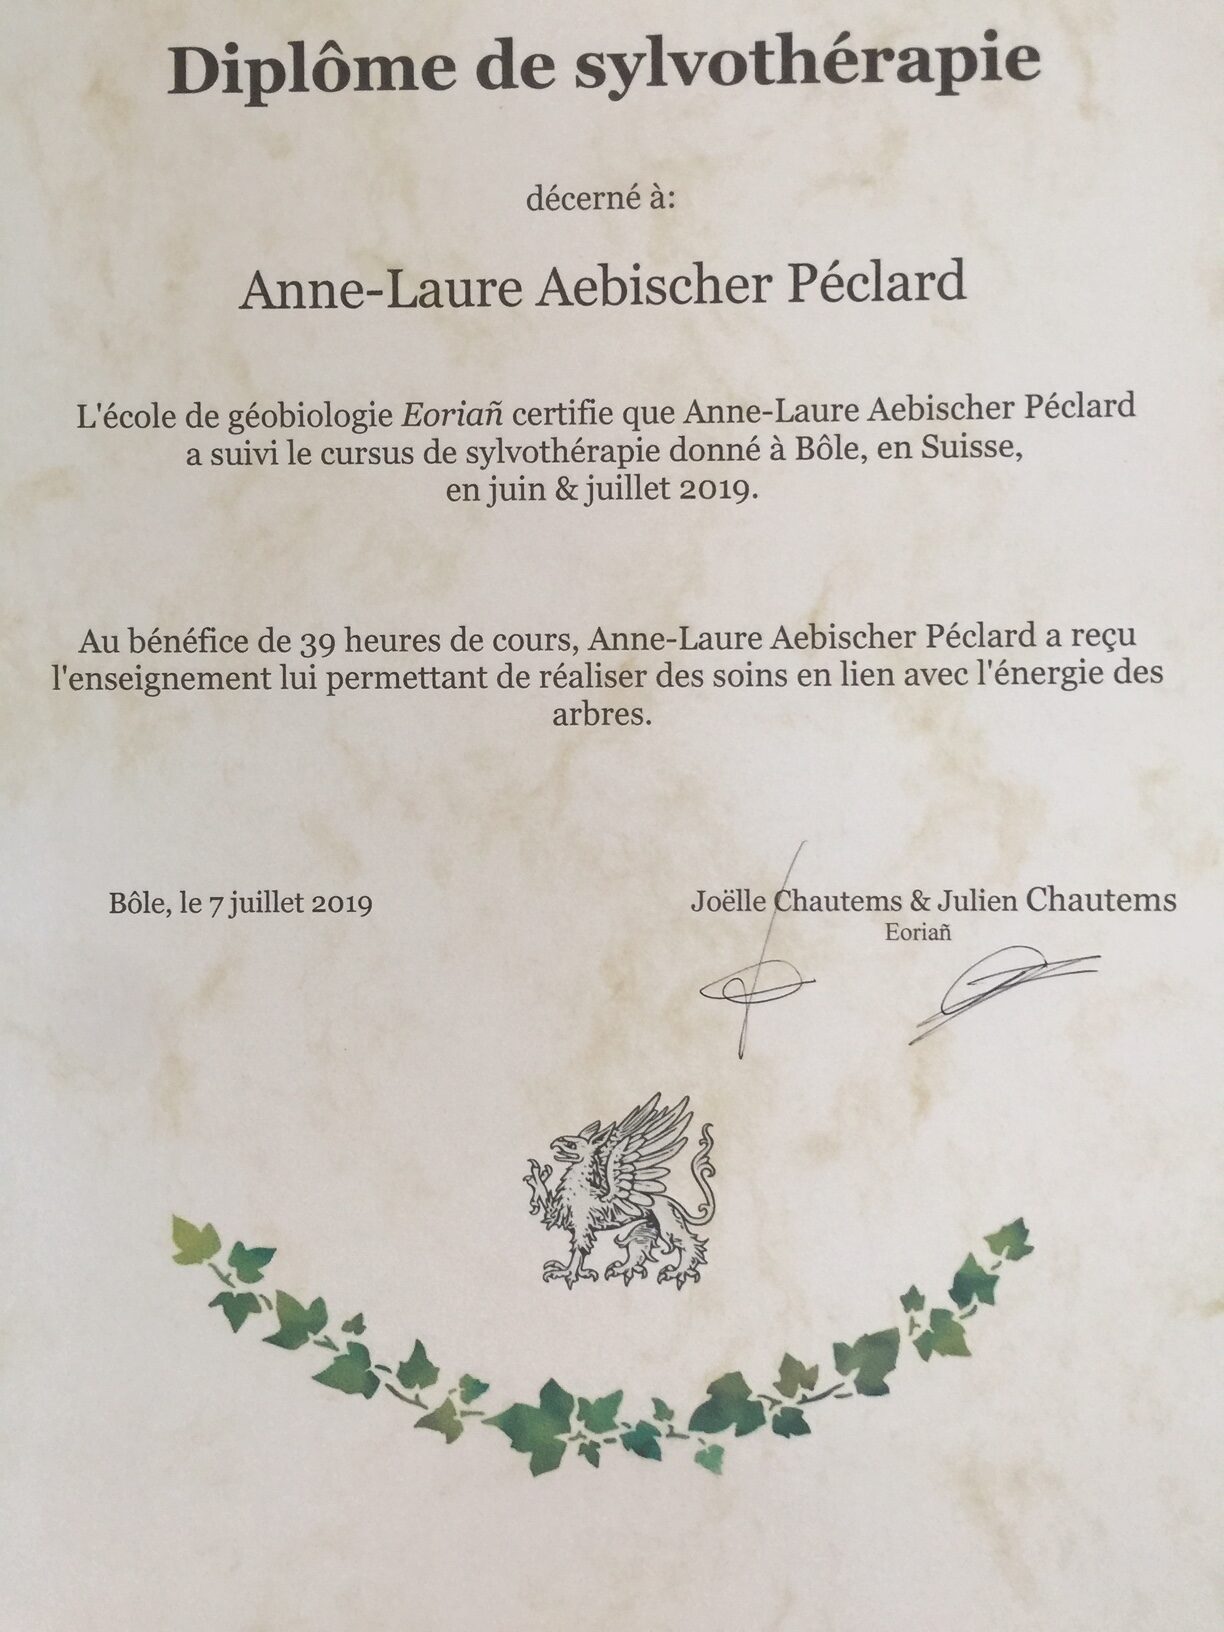 Diplôme de sylvothérapie
décerné à:
Anne-Laure Aebischer Péclard
L'école de géobiologie Eoriañ certifie que Anne-Laure Aebischer Péclard
a suivi le cursus de sylvothérapie donné à Bôle, en Suisse,
en juin & juillet 2019.
Au bénéfice de 39 heures de cours, Anne-Laure Aebischer Péclard a reçu
l'enseignement lui permettant de réaliser des soins en lien avec l'énergie des
arbres.
Bôle, le 7 juillet 2019
Joëlle Chautems & Julien Chautems
Eoriañ